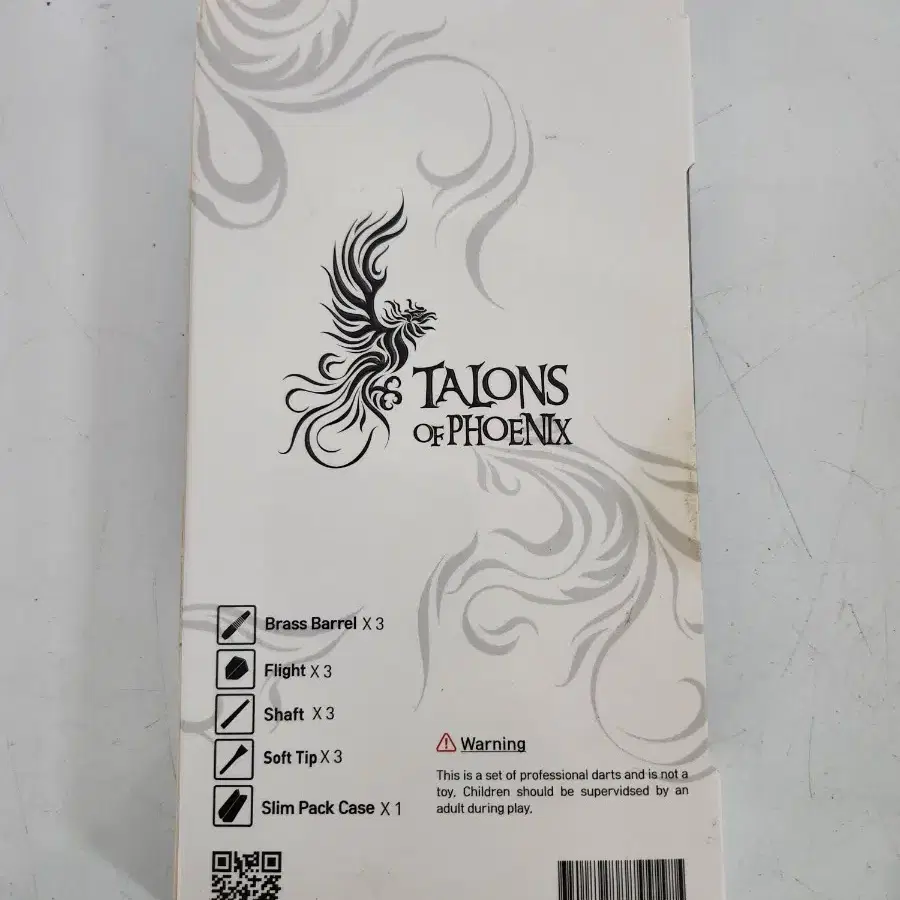 TALONS
OF PHOENIX
Brass Barrel X 3
Flight X 3
Shaft X 3
Soft Tip X 3
Slim Pack Case X 1
Warning
This is a set of professional darts and is not a
toy. Children should be supervidsed by an
adult during play.